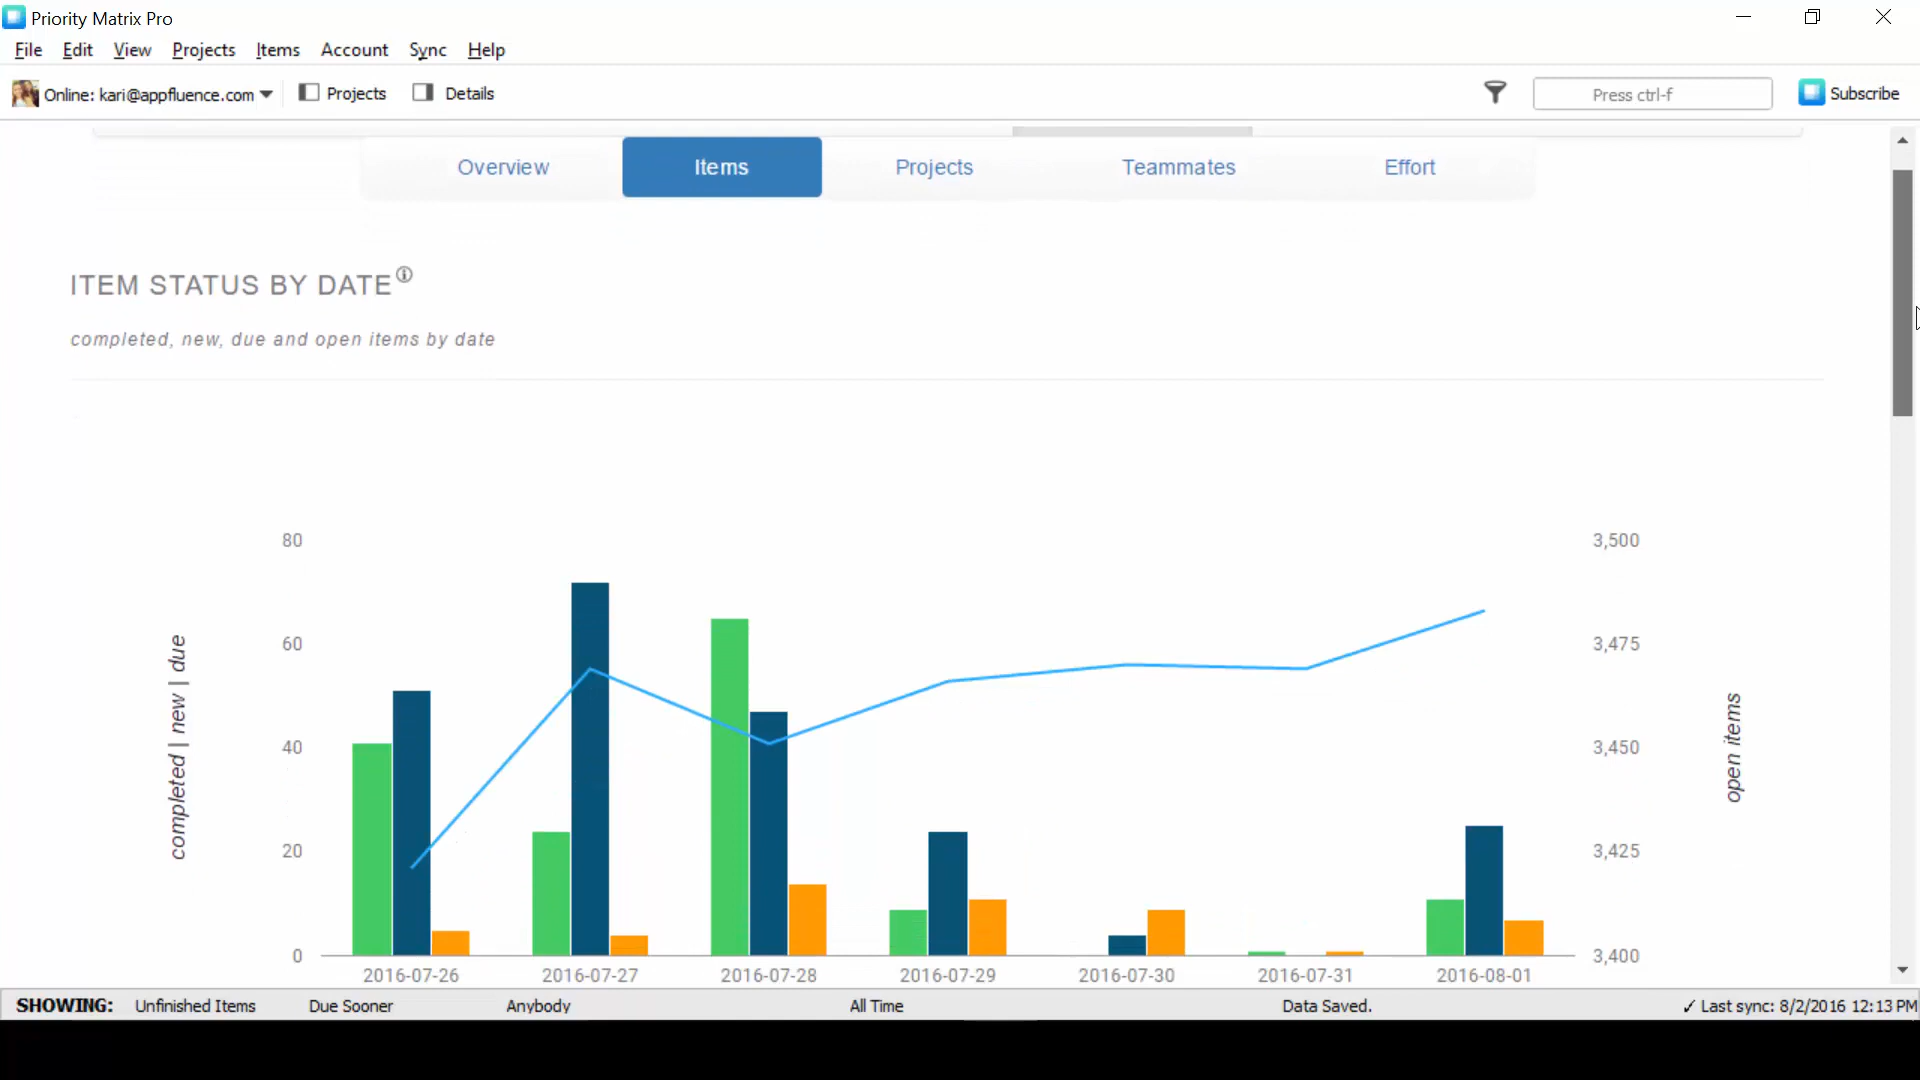 Priority Matrix Pro
File Edit View Projects Items Account Sync Help
Online: kari@appfluence.com Projects Details Press ctrl-f Subscribe
Overview Items Projects Teammates Effort
ITEM STATUS BY DATE
completed, new, due and open items by date
80 3,500
60 3,475
40 3,450
20 3,425
0 3,400
completed | new | due
open items
2016-07-26 2016-07-27 2016-07-28 2016-07-29 2016-07-30 2016-07-31 2016-08-01
SHOWING: Unfinished Items Due Sooner Anybody All Time Data Saved. ✓ Last sync: 8/2/2016 12:13 PM